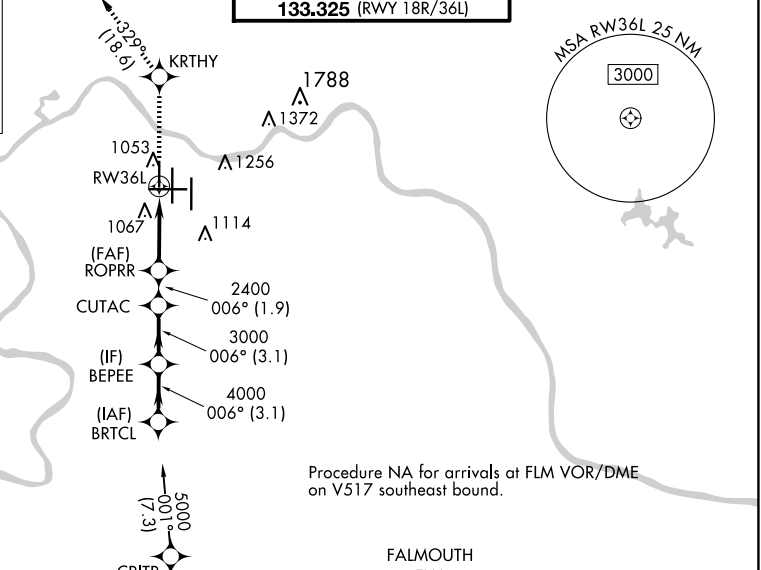 133.325 (RWY 18R/36L)
329°
(18.6)
KRTHY
1788
1372
MSA RW36L 25 NM
3000
1053
1256
RW36L
1067
1114
(FAF)
ROPRR
2400
006° (1.9)
CUTAC
3000
006° (3.1)
(IF)
BEPEE
4000
006° (3.1)
(IAF)
BRTCL
Procedure NA for arrivals at FLM VOR/DME
on V517 southeast bound.
5000
001°
(7.3)
FALMOUTH